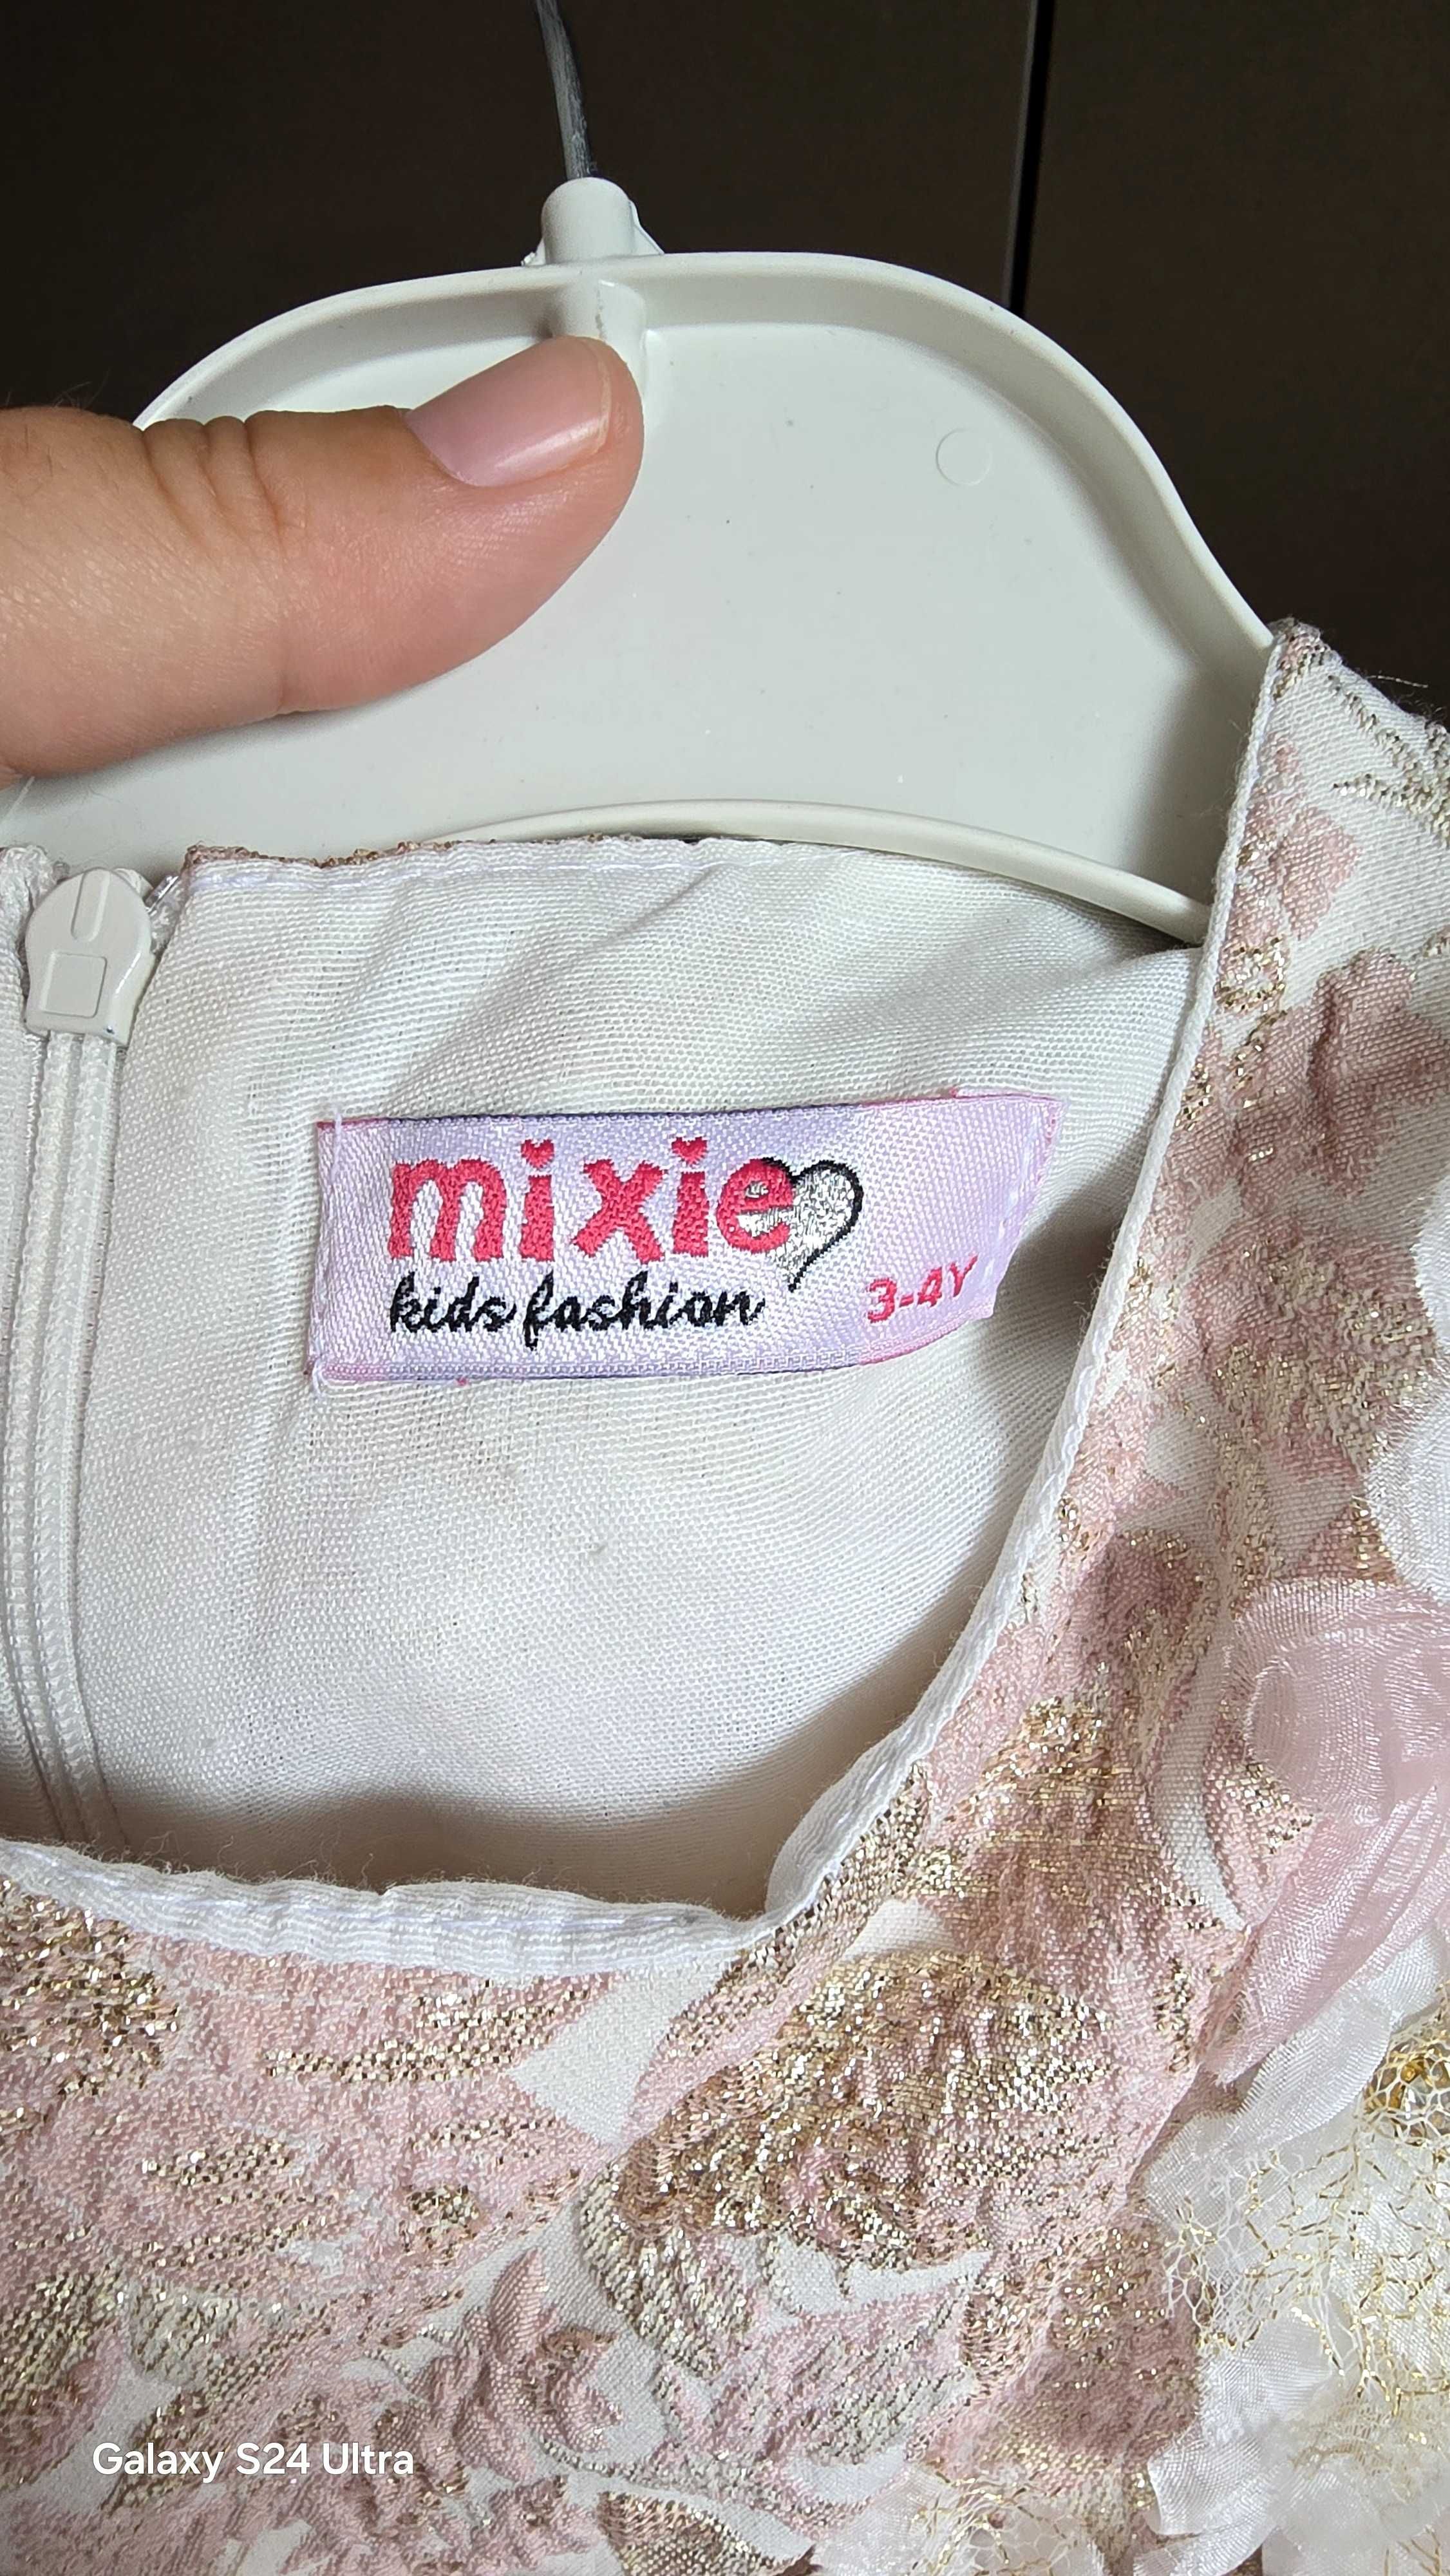 mixie
kids fashion
3-4Y
Galaxy S24 Ultra